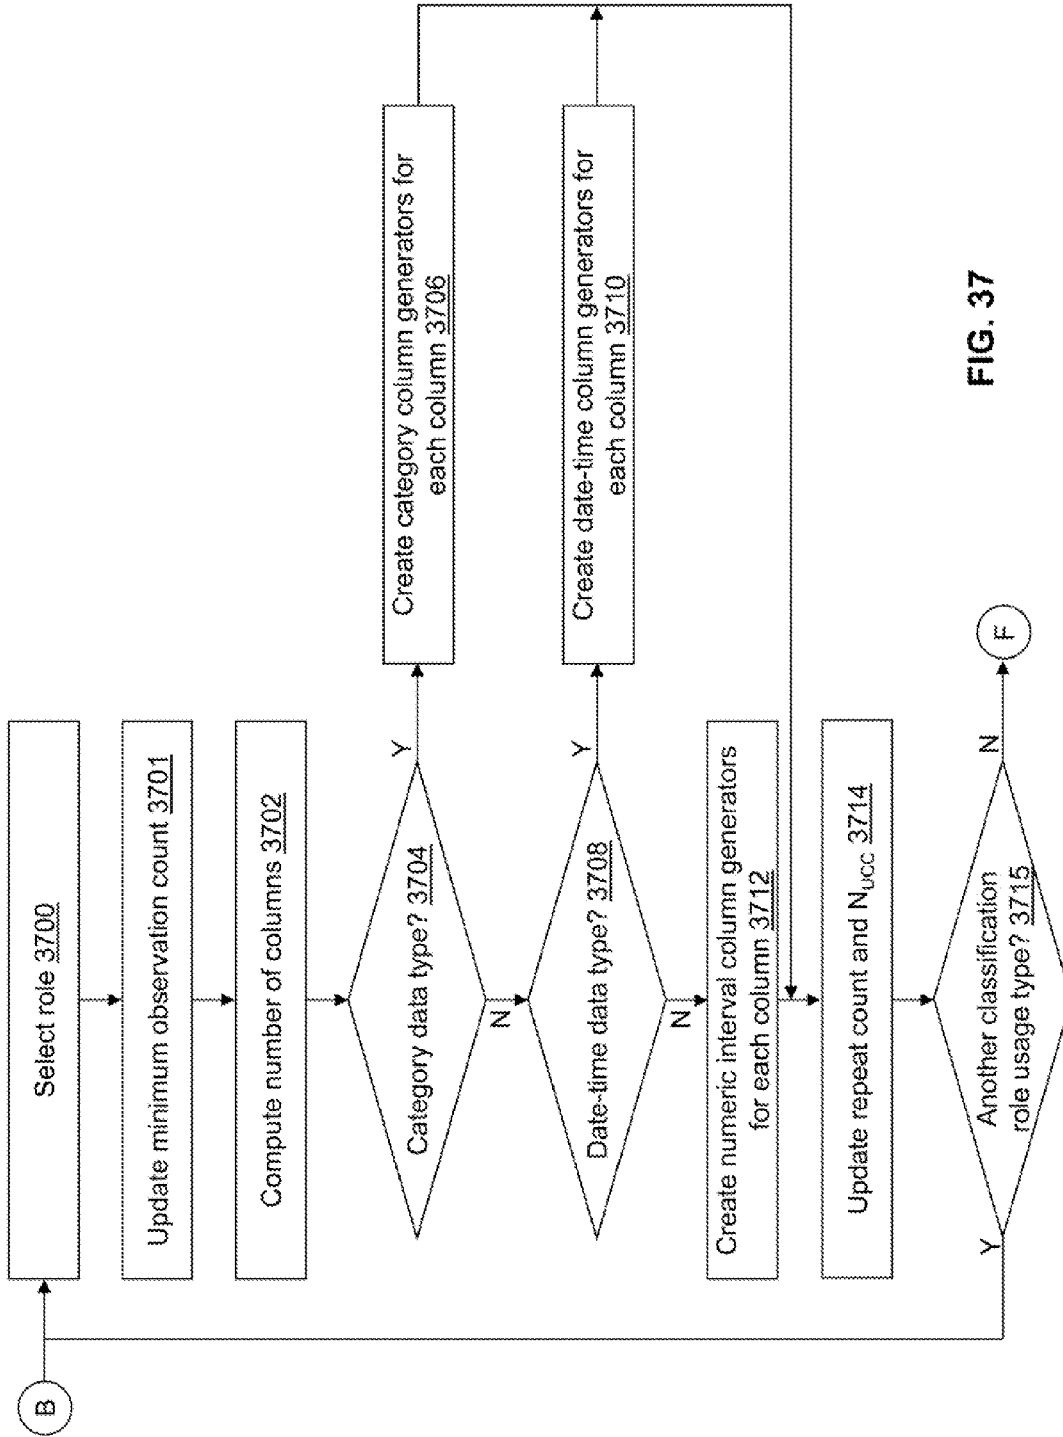 B
Select role 3700
Update minimum observation count 3701
Compute number of columns 3702
Category data type? 3704
Y
N
Create category column generators for
each column 3706
Date-time data type? 3708
Y
N
Create date-time column generators for
each column 3710
Create numeric interval column generators
for each column 3712
Update repeat count and NUCC 3714
Another classification
role usage type? 3715
Y
N
F
FIG. 37